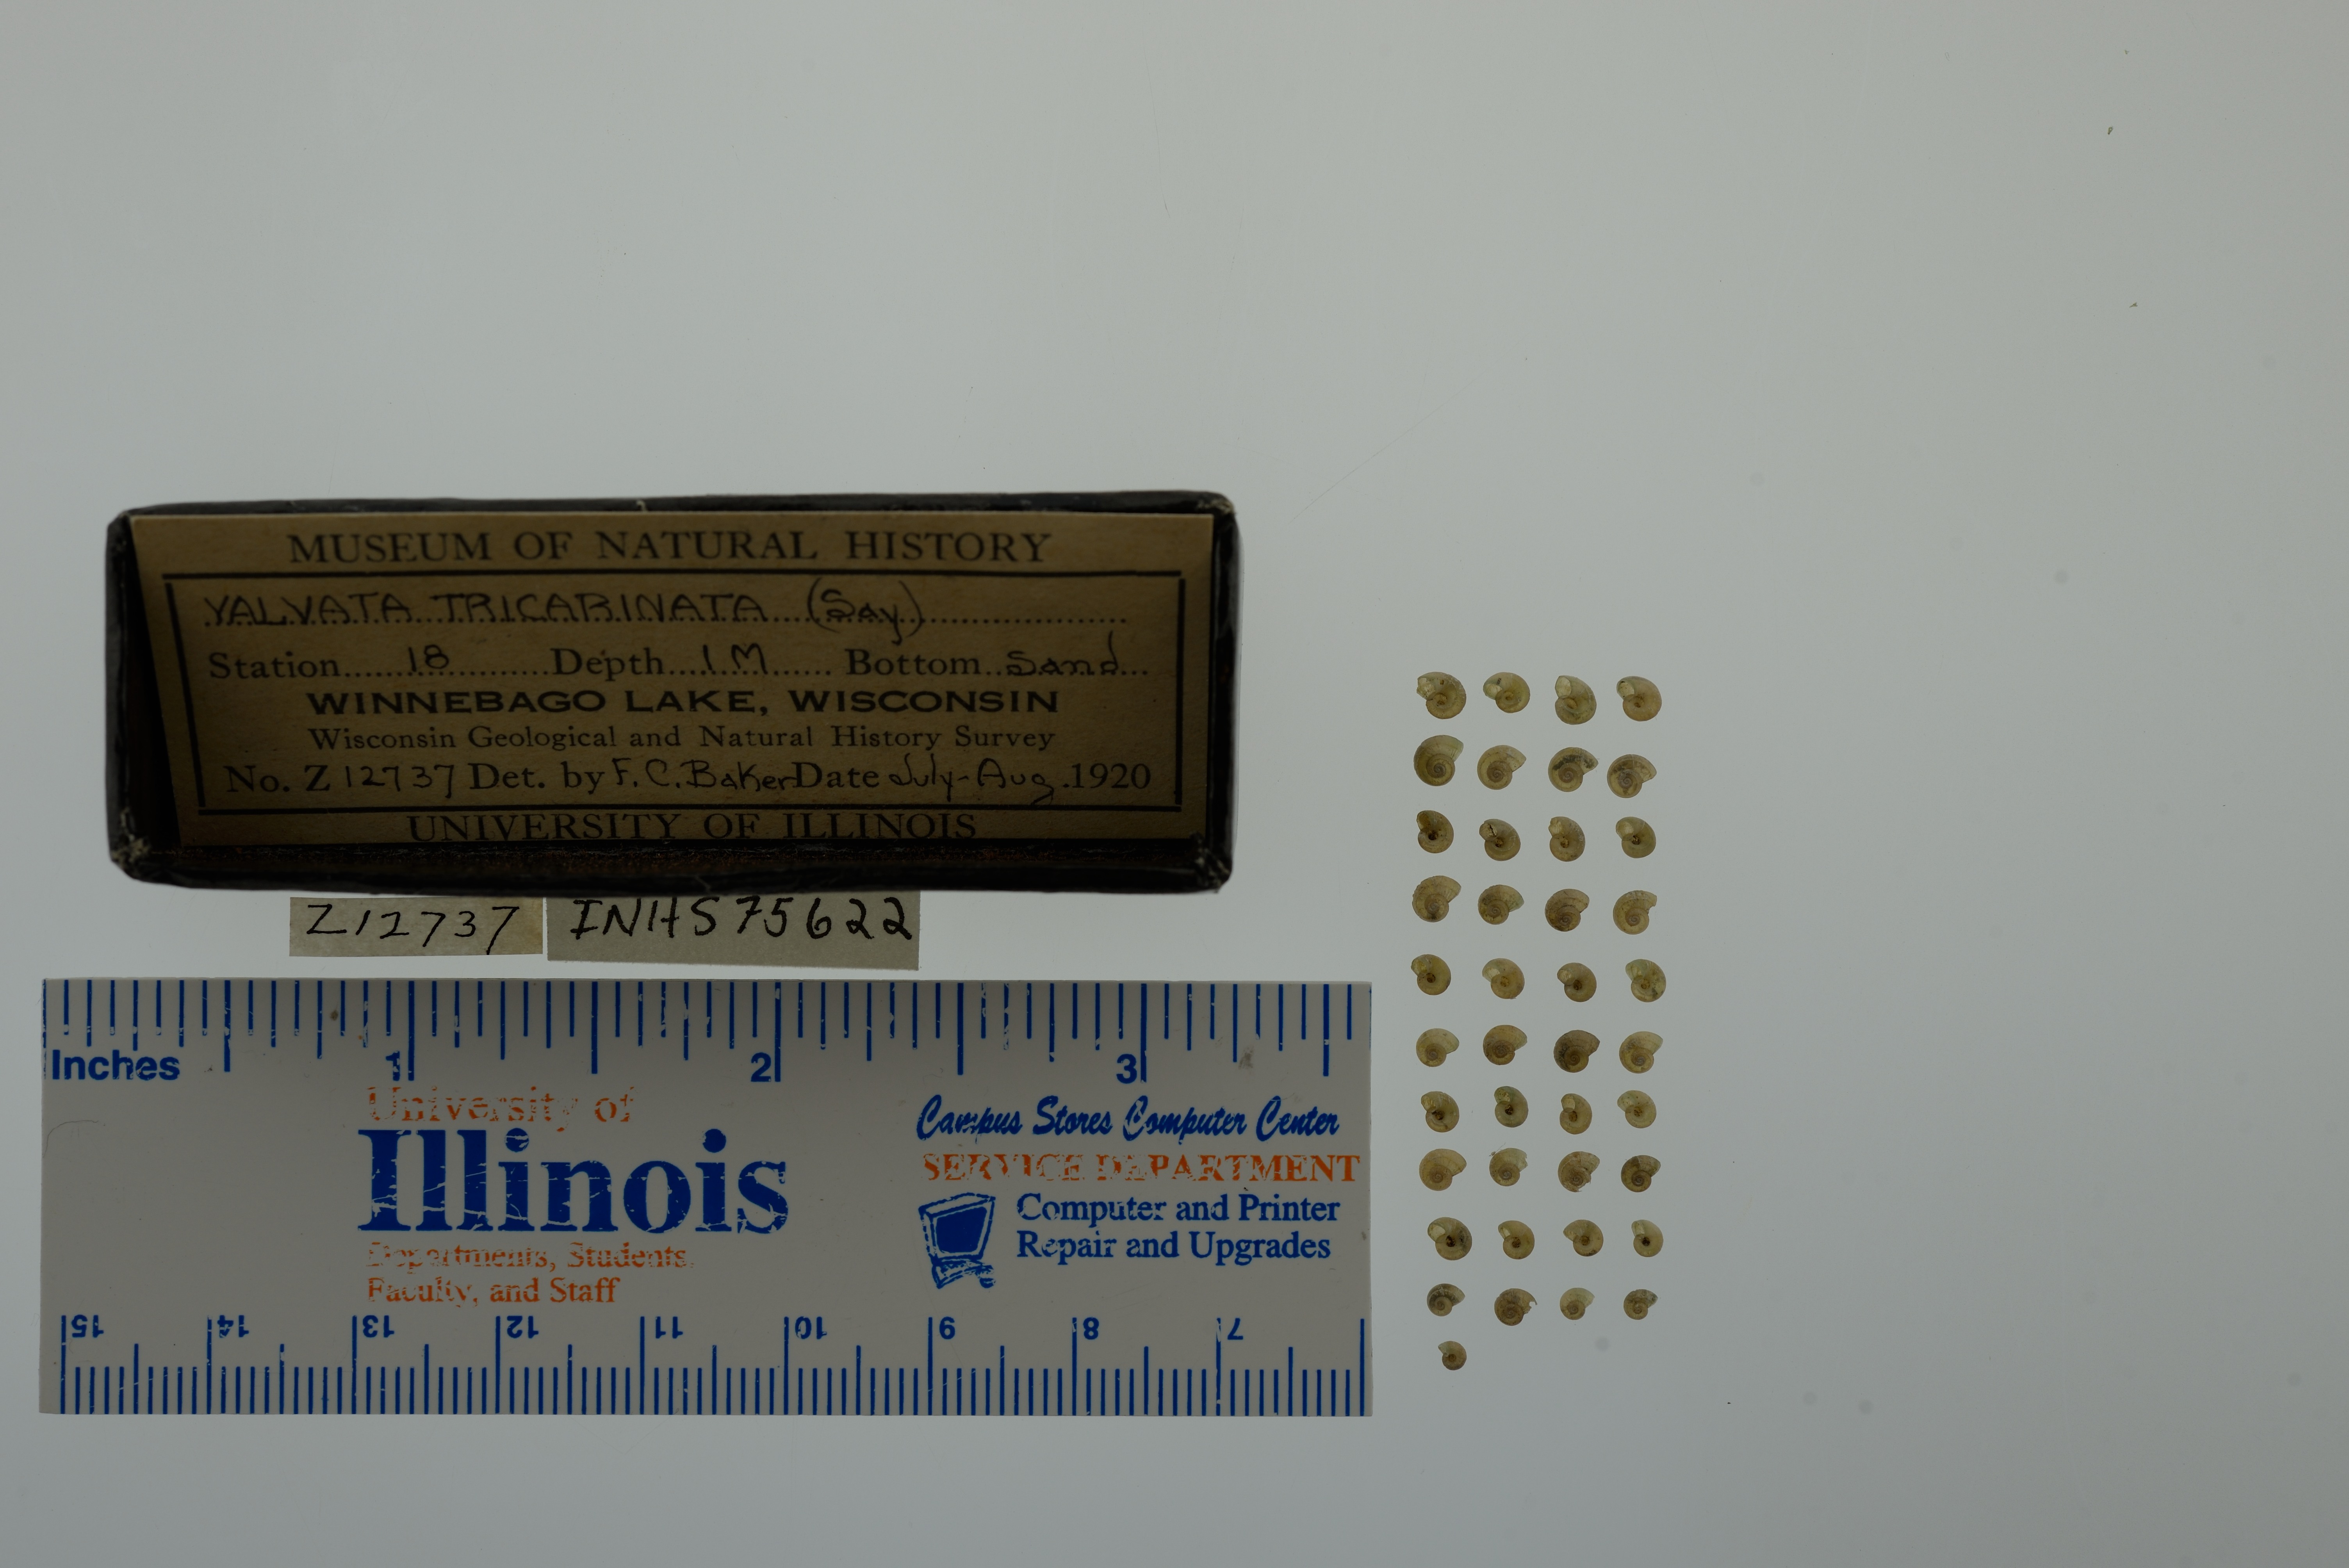 MUSEUM OF NATURAL HISTORY
VALVATA TRICARINATA (Say)
Station 18 Depth 1 M Bottom Sand
WINNEBAGO LAKE, WISCONSIN
Wisconsin Geological and Natural History Survey
No. Z 12737 Det. by F. C. Baker Date July-Aug. 1920
UNIVERSITY OF ILLINOIS
Z12737 INHS75622
Inches 1 2 3
University of
Illinois
Departments, Students,
Faculty, and Staff
Campus Stores Computer Center
SERVICE DEPARTMENT
Computer and Printer
Repair and Upgrades
15 14 13 12 11 10 9 8 7